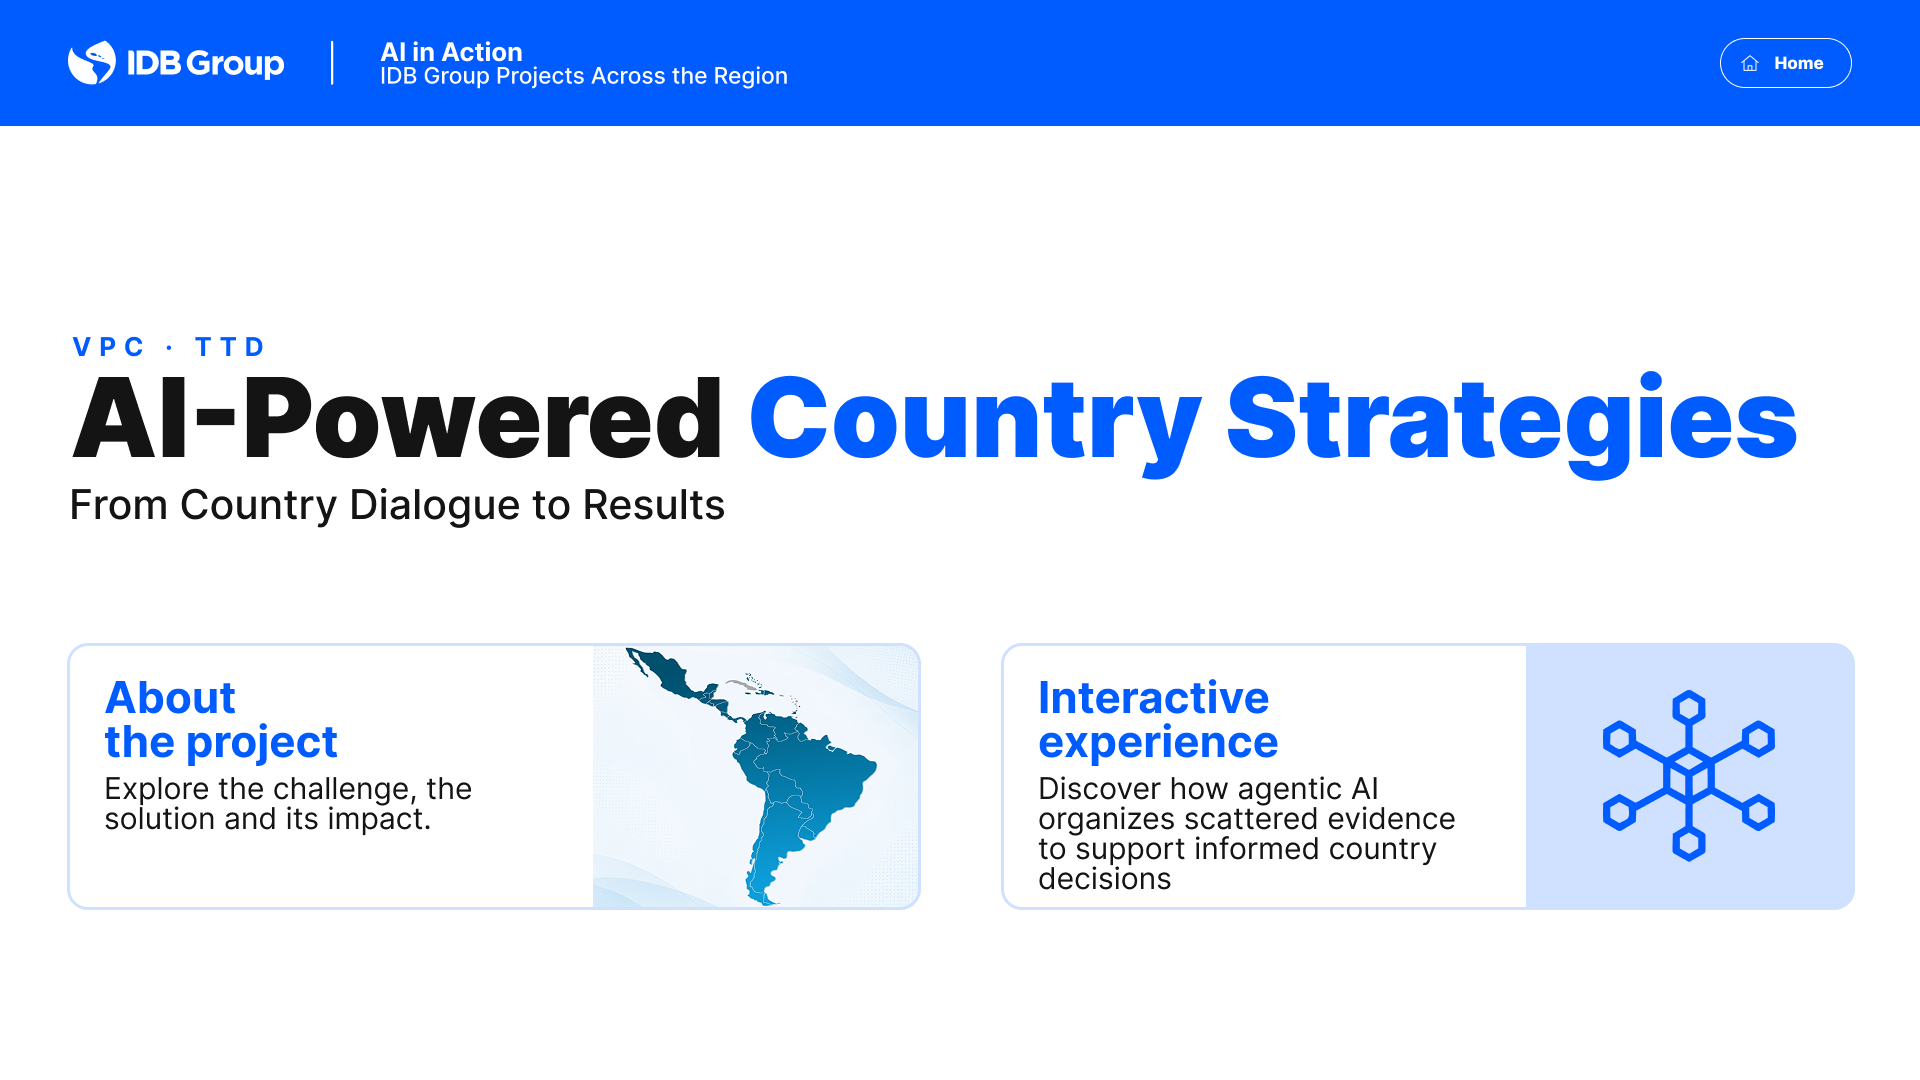 IDB Group
AI in Action
IDB Group Projects Across the Region
Home
VPC · TTD
AI-Powered Country Strategies
From Country Dialogue to Results
About
the project
Explore the challenge, the
solution and its impact.
Interactive
experience
Discover how agentic AI
organizes scattered evidence
to support informed country
decisions